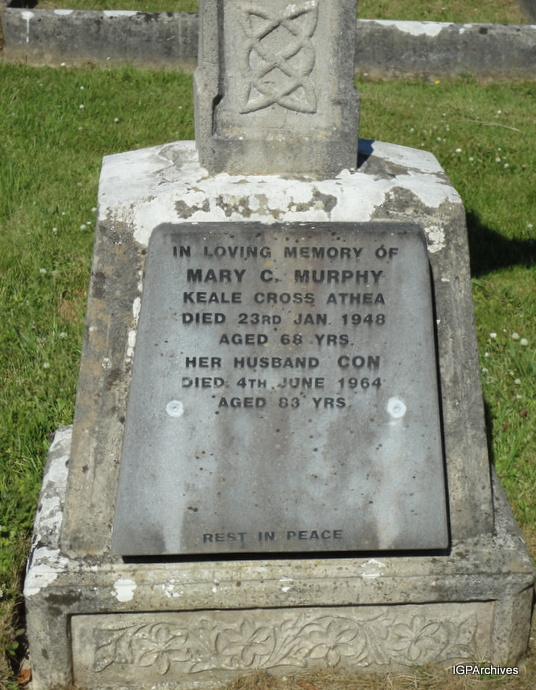 IN LOVING MEMORY OF
MARY C. MURPHY
KEALE CROSS ATHEA
DIED 23RD JAN. 1948
AGED 68 YRS.
HER HUSBAND CON
DIED 4TH JUNE 1964
AGED 83 YRS.
REST IN PEACE
IGPArchives